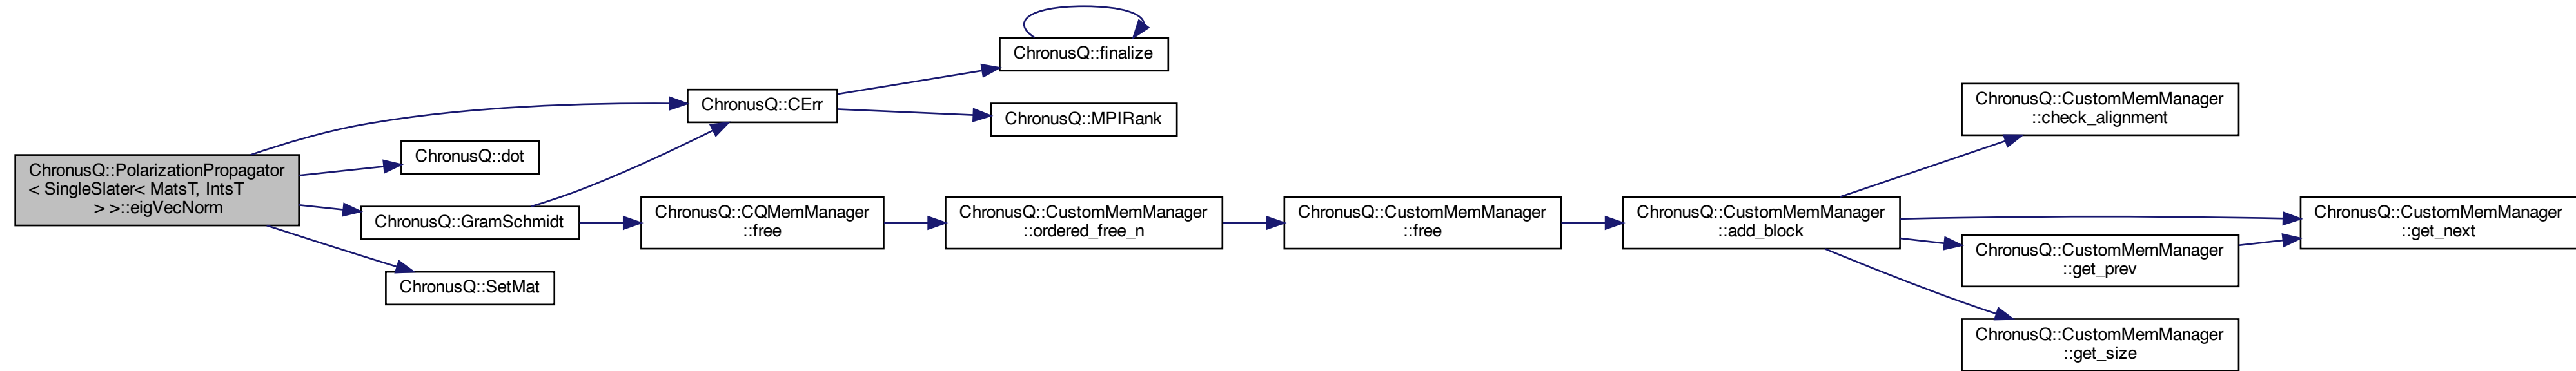 ChronusQ::PolarizationPropagator
< SingleSlater< MatsT, IntsT
> >::eigVecNorm
ChronusQ::CErr
ChronusQ::finalize
ChronusQ::MPIRank
ChronusQ::dot
ChronusQ::GramSchmidt
ChronusQ::CQMemManager
::free
ChronusQ::CustomMemManager
::ordered_free_n
ChronusQ::CustomMemManager
::free
ChronusQ::CustomMemManager
::add_block
ChronusQ::CustomMemManager
::check_alignment
ChronusQ::CustomMemManager
::get_next
ChronusQ::CustomMemManager
::get_prev
ChronusQ::CustomMemManager
::get_size
ChronusQ::SetMat